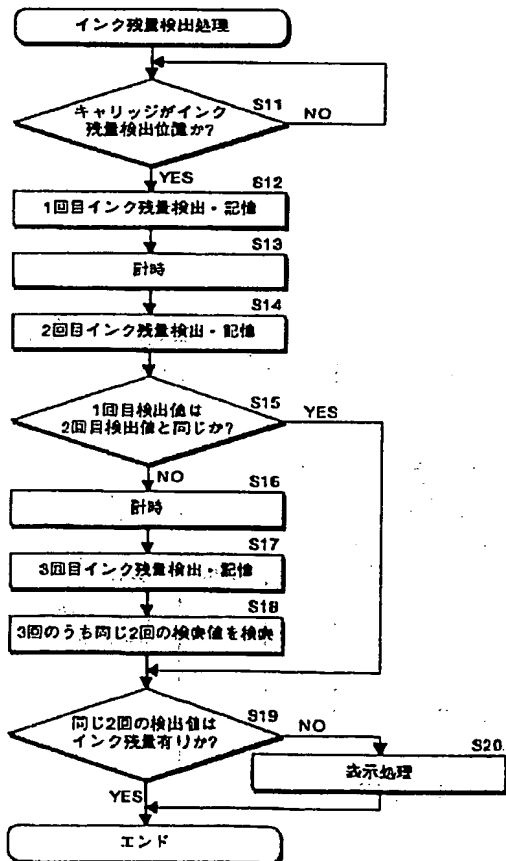 インク残量検出処理
S11
キャリッジがインク
残量検出位置か?
NO
YES
S12
1回目インク残量検出・記憶
S13
計時
S14
2回目インク残量検出・記憶
S15
1回目検出値は
2回目検出値と同じか?
YES
NO
S16
計時
S17
3回目インク残量検出・記憶
S18
3回のうち同じ2回の検出値を検索
S19
同じ2回の検出値は
インク残量有りか?
NO
S20
表示処理
YES
エンド